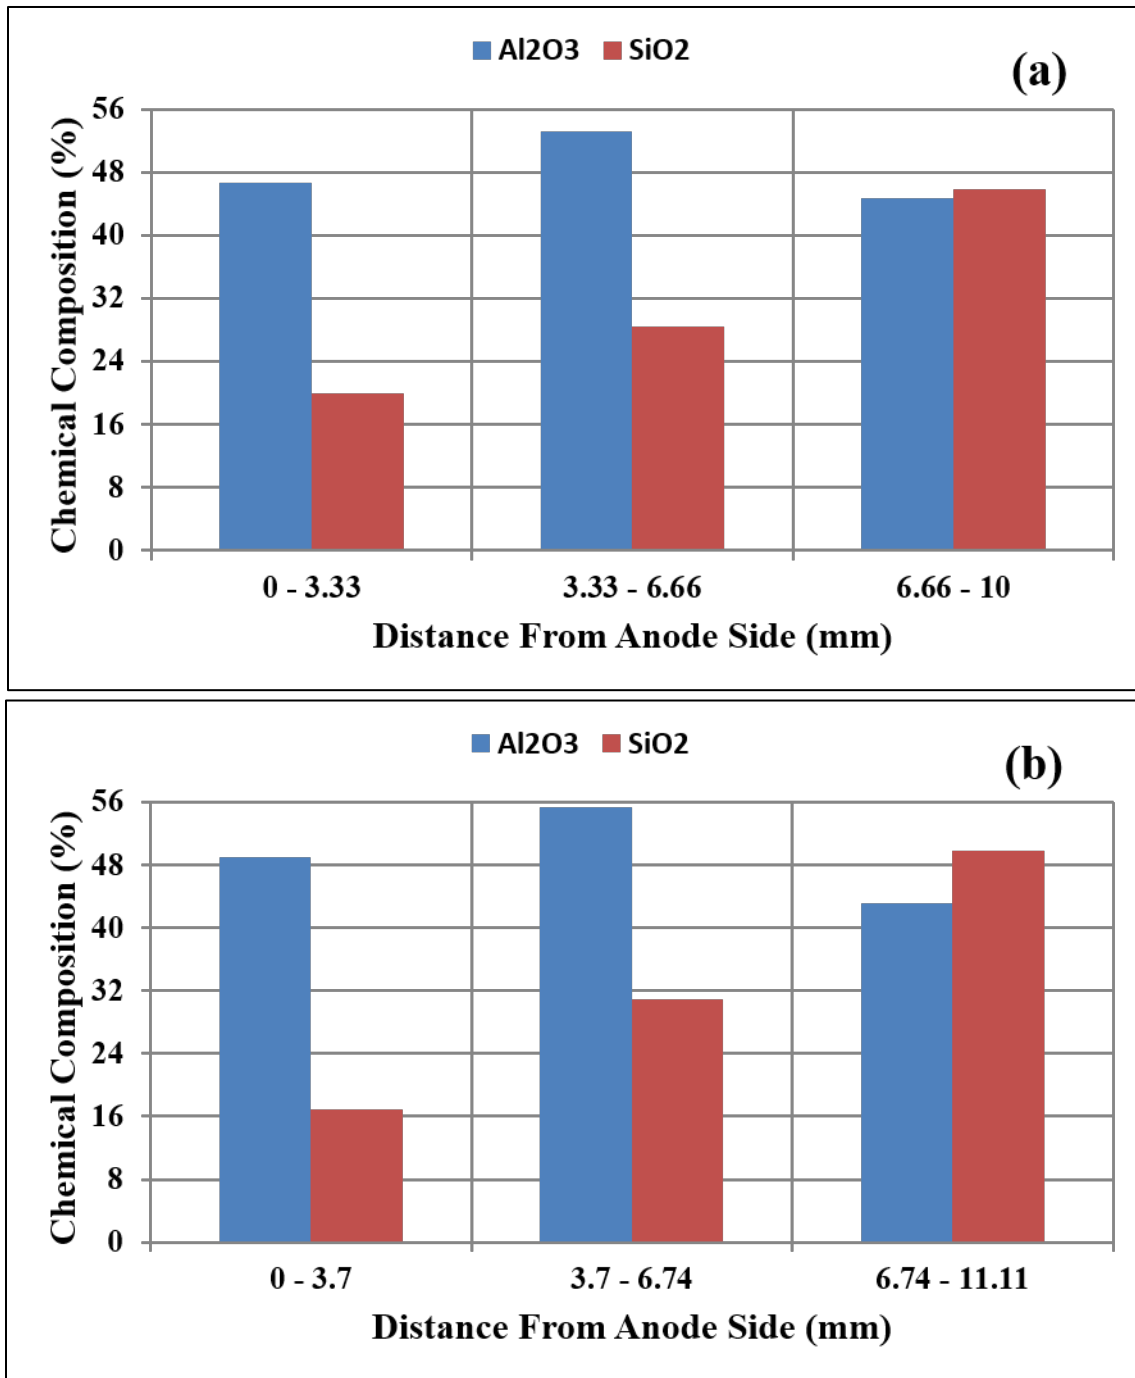 Al2O3 SiO2
(a)
Chemical Composition (%)
56
48
40
32
24
16
8
0
0 - 3.33 3.33 - 6.66 6.66 - 10
Distance From Anode Side (mm)
Al2O3 SiO2
(b)
Chemical Composition (%)
56
48
40
32
24
16
8
0
0 - 3.7 3.7 - 6.74 6.74 - 11.11
Distance From Anode Side (mm)